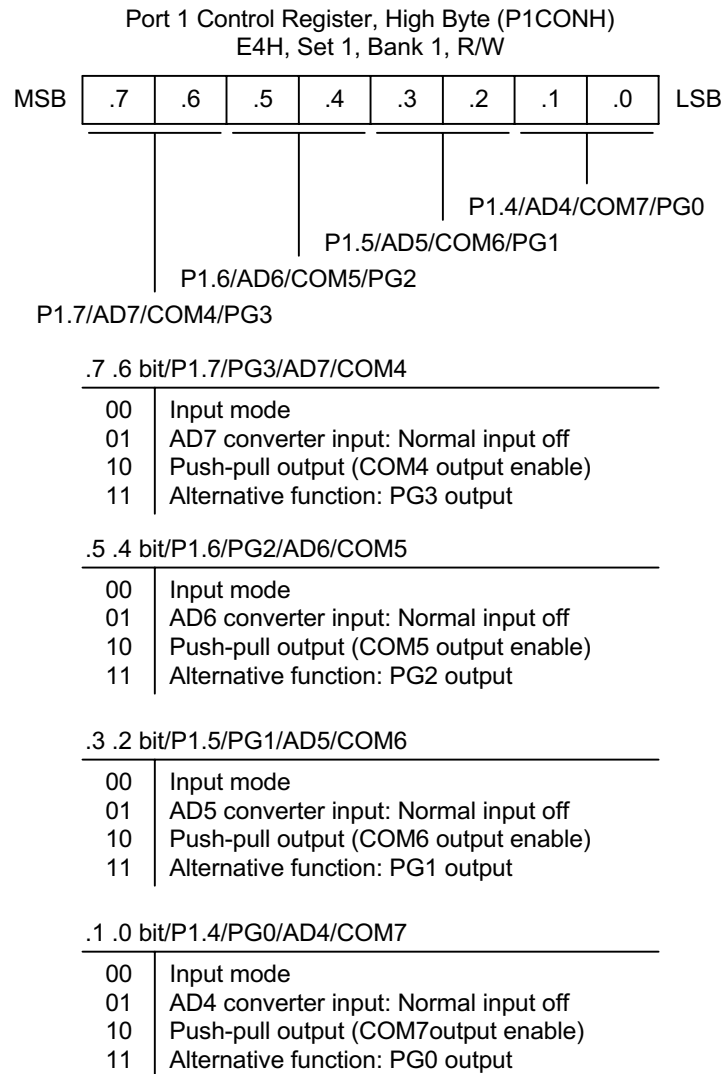 Port 1 Control Register, High Byte (P1CONH)
E4H, Set 1, Bank 1, R/W
MSB .7 .6 .5 .4 .3 .2 .1 .0 LSB
P1.4/AD4/COM7/PG0
P1.5/AD5/COM6/PG1
P1.6/AD6/COM5/PG2
P1.7/AD7/COM4/PG3
.7 .6 bit/P1.7/PG3/AD7/COM4
00 Input mode
01 AD7 converter input: Normal input off
10 Push-pull output (COM4 output enable)
11 Alternative function: PG3 output
.5 .4 bit/P1.6/PG2/AD6/COM5
00 Input mode
01 AD6 converter input: Normal input off
10 Push-pull output (COM5 output enable)
11 Alternative function: PG2 output
.3 .2 bit/P1.5/PG1/AD5/COM6
00 Input mode
01 AD5 converter input: Normal input off
10 Push-pull output (COM6 output enable)
11 Alternative function: PG1 output
.1 .0 bit/P1.4/PG0/AD4/COM7
00 Input mode
01 AD4 converter input: Normal input off
10 Push-pull output (COM7output enable)
11 Alternative function: PG0 output